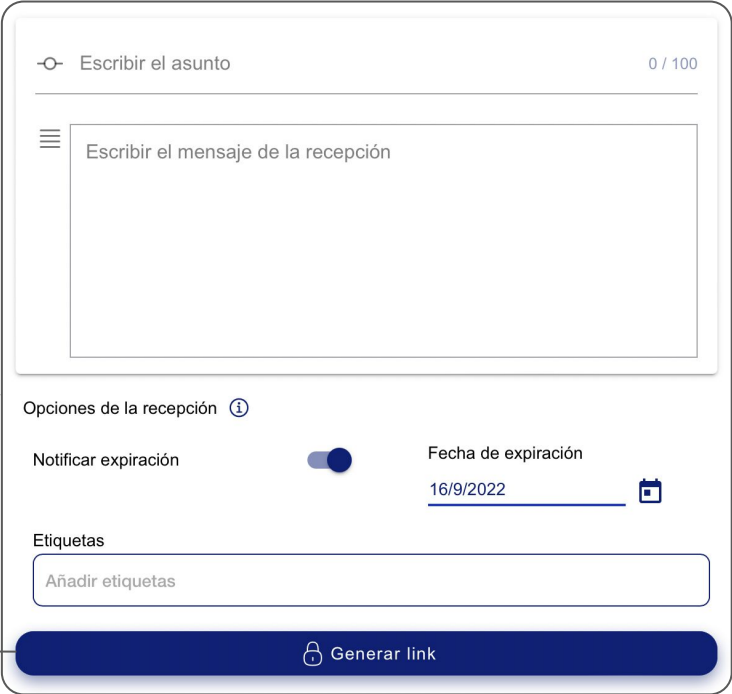 Escribir el asunto 0 / 100
Escribir el mensaje de la recepción
Opciones de la recepción
Notificar expiración
Fecha de expiración
16/9/2022
Etiquetas
Añadir etiquetas
Generar link